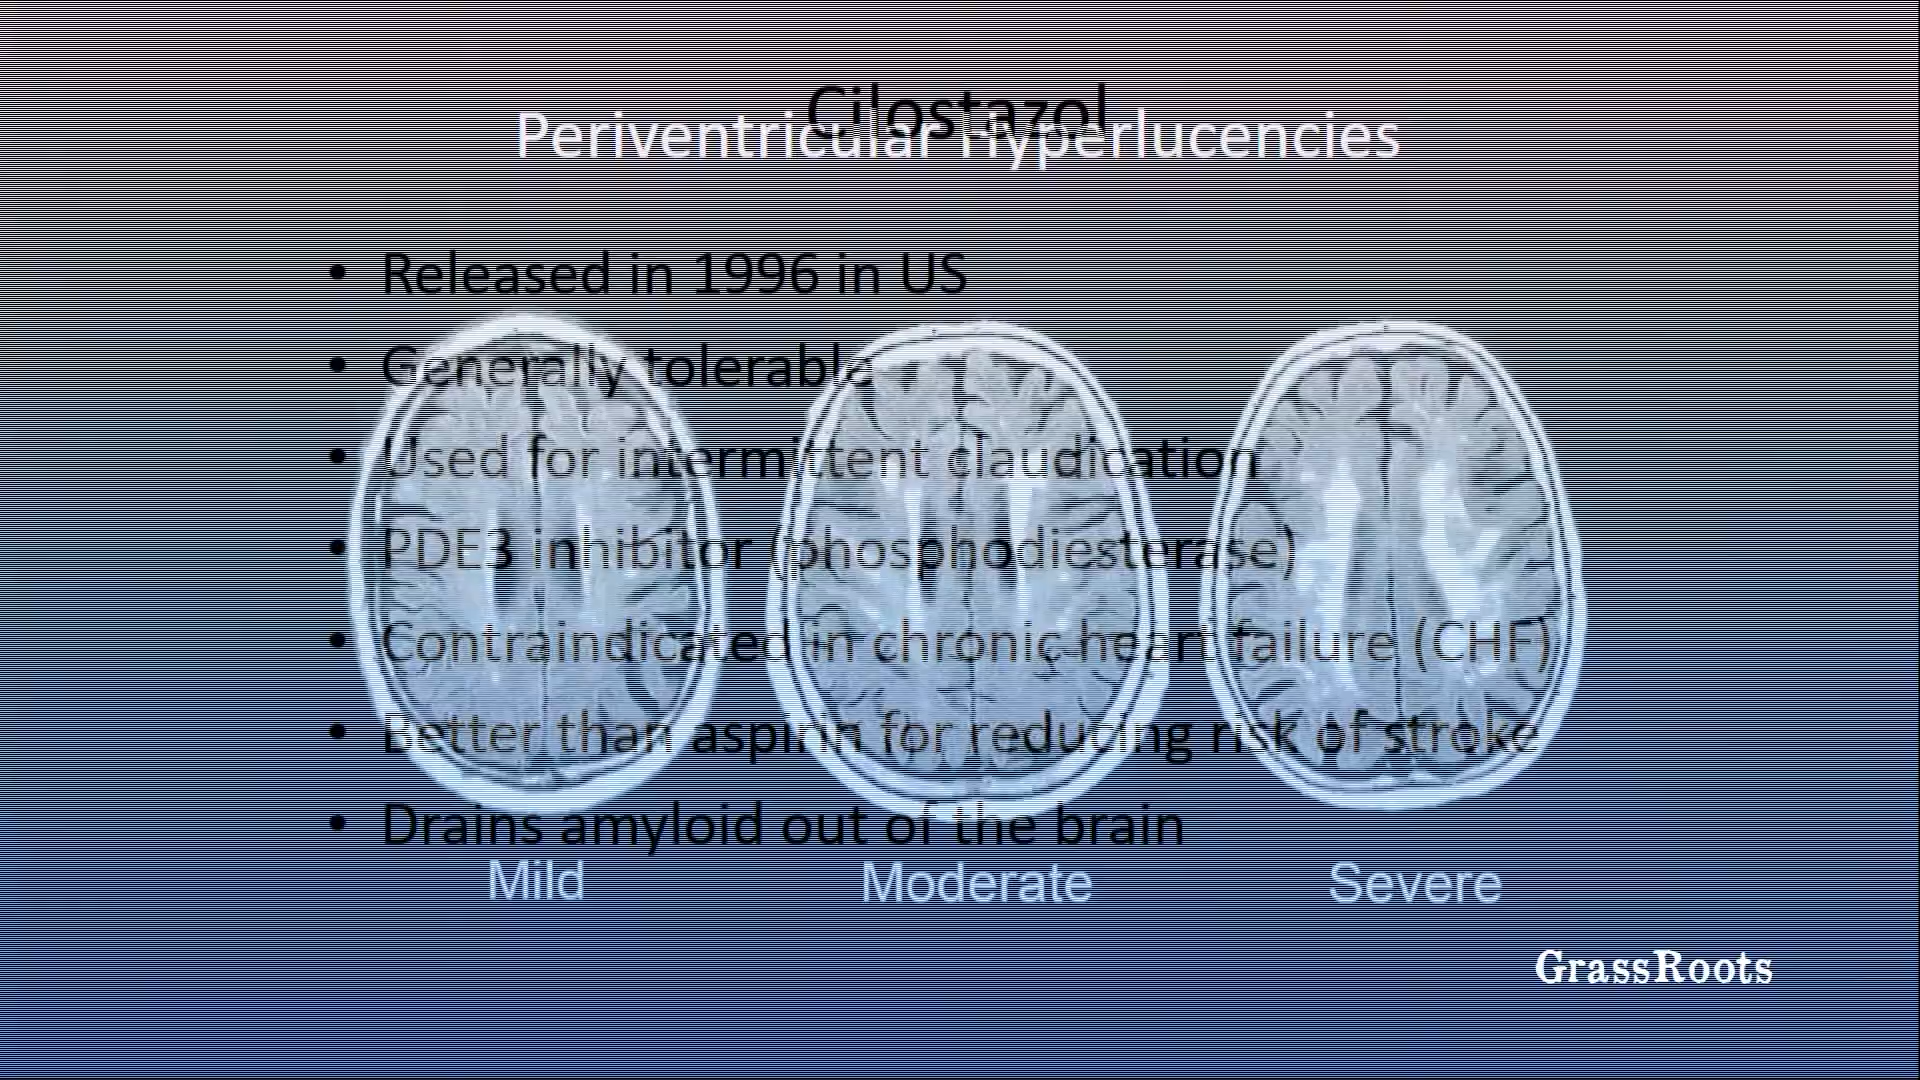 Cilostazol
Periventricular Hyperlucencies
• Released in 1996 in US
• Generally tolerable
• Used for intermittent claudication
• PDE3 inhibitor (phosphodiesterase)
• Contraindicated in chronic heart failure (CHF)
• Better than aspirin for reducing risk of stroke
• Drains amyloid out of the brain
Mild Moderate Severe
GrassRoots